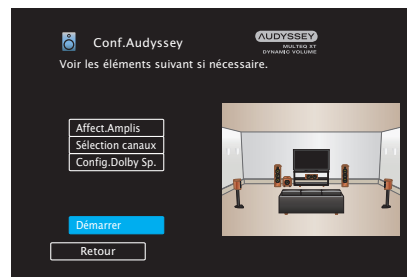 Conf.Audyssey
AUDYSSEY
MULTEQ XT
DYNAMIC VOLUME
Voir les éléments suivant si nécessaire.
Affect.Amplis
Sélection canaux
Config.Dolby Sp.
Démarrer
Retour